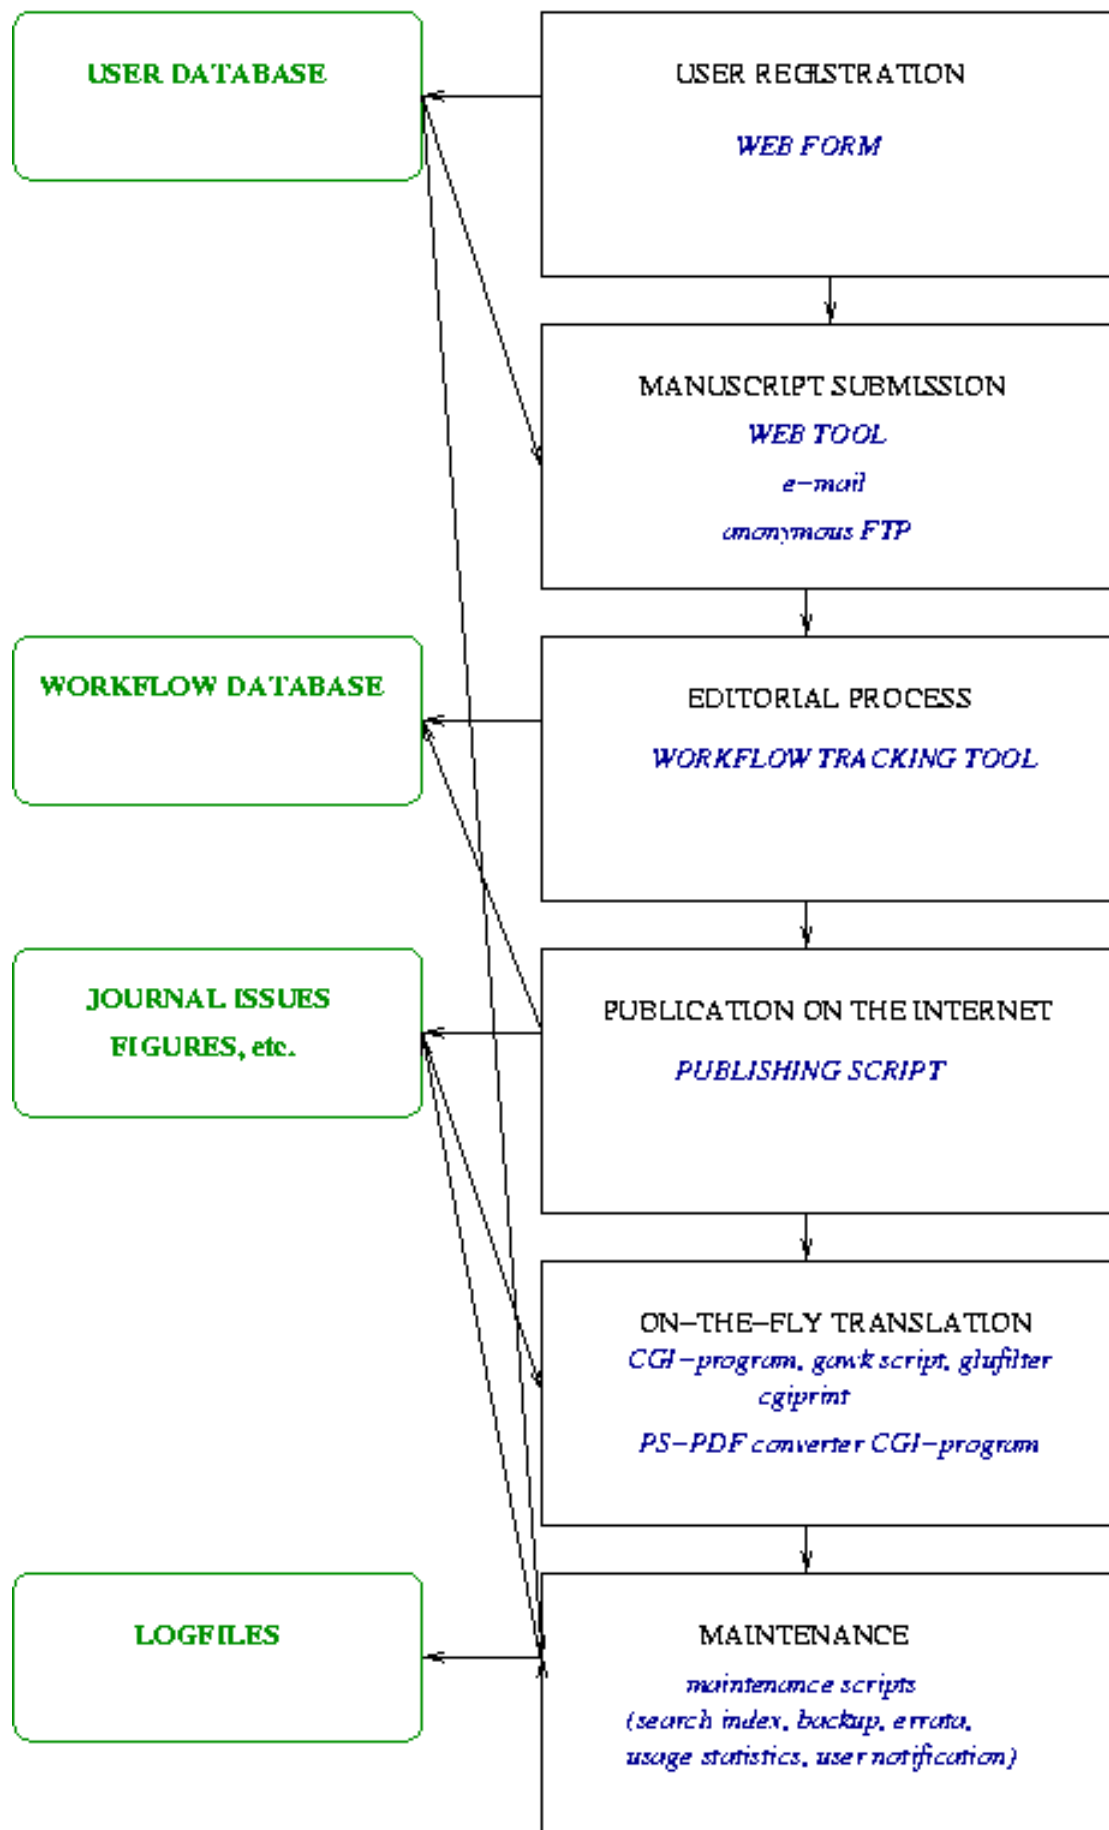 USER DATABASE
USER REGISTRATION
WEB FORM
MANUSCRIPT SUBMISSION
WEB TOOL
e-mail
anonymous FTP
WORKFLOW DATABASE
EDITORIAL PROCESS
WORKFLOW TRACKING TOOL
JOURNAL ISSUES
FIGURES, etc.
PUBLICATION ON THE INTERNET
PUBLISHING SCRIPT
ON-THE-FLY TRANSLATION
CGI-program, gawk script, glufilter
cgiprint
PS-PDF converter CGI-program
LOGFILES
MAINTENANCE
maintenance scripts
(search index, backup, errata,
usage statistics, user notification)